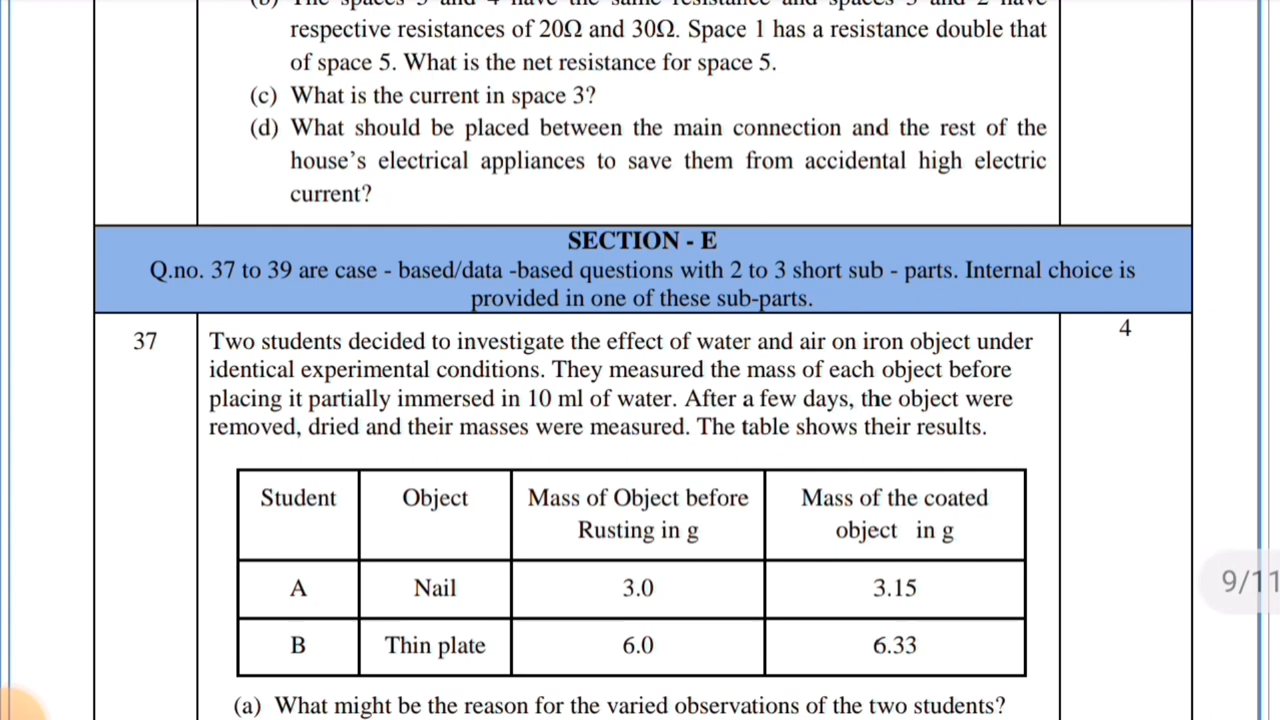 respective resistances of 20Ω and 30Ω. Space 1 has a resistance double that
of space 5. What is the net resistance for space 5.
(c) What is the current in space 3?
(d) What should be placed between the main connection and the rest of the
house's electrical appliances to save them from accidental high electric
current?
SECTION - E
Q.no. 37 to 39 are case - based/data -based questions with 2 to 3 short sub - parts. Internal choice is
provided in one of these sub-parts.
37
4
Two students decided to investigate the effect of water and air on iron object under
identical experimental conditions. They measured the mass of each object before
placing it partially immersed in 10 ml of water. After a few days, the object were
removed, dried and their masses were measured. The table shows their results.
Student Object Mass of Object before Mass of the coated
Rusting in g object in g
A Nail 3.0 3.15
B Thin plate 6.0 6.33
9/11
(a) What might be the reason for the varied observations of the two students?